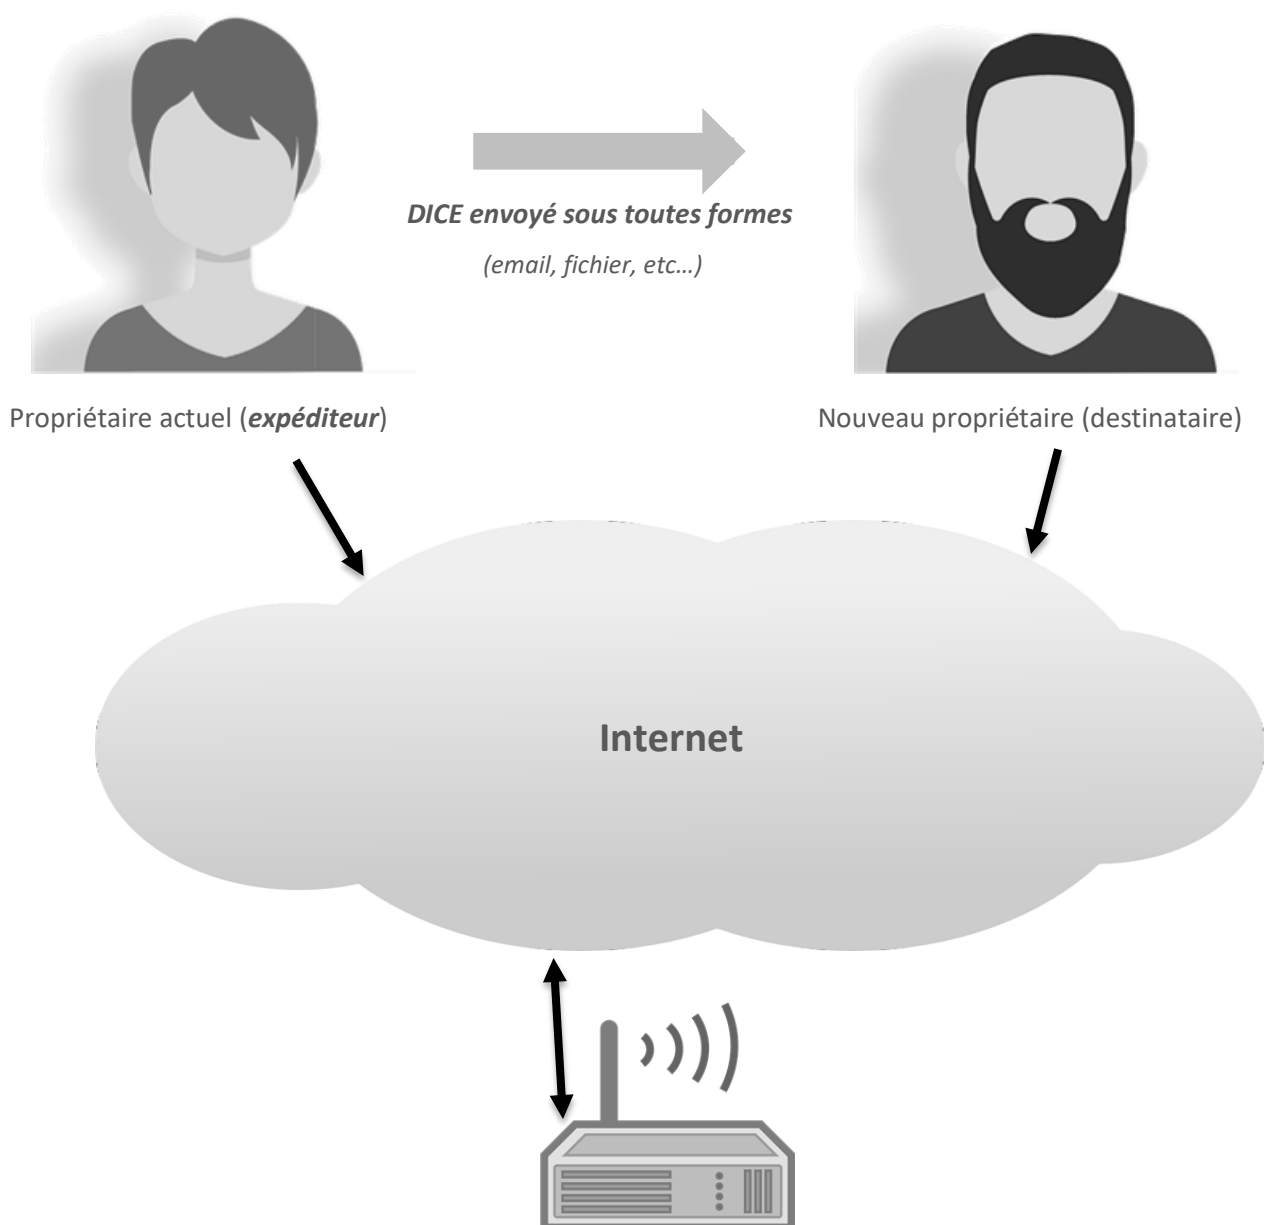 DICE envoyé sous toutes formes
(email, fichier, etc...)
Propriétaire actuel (expéditeur)
Nouveau propriétaire (destinataire)
Internet